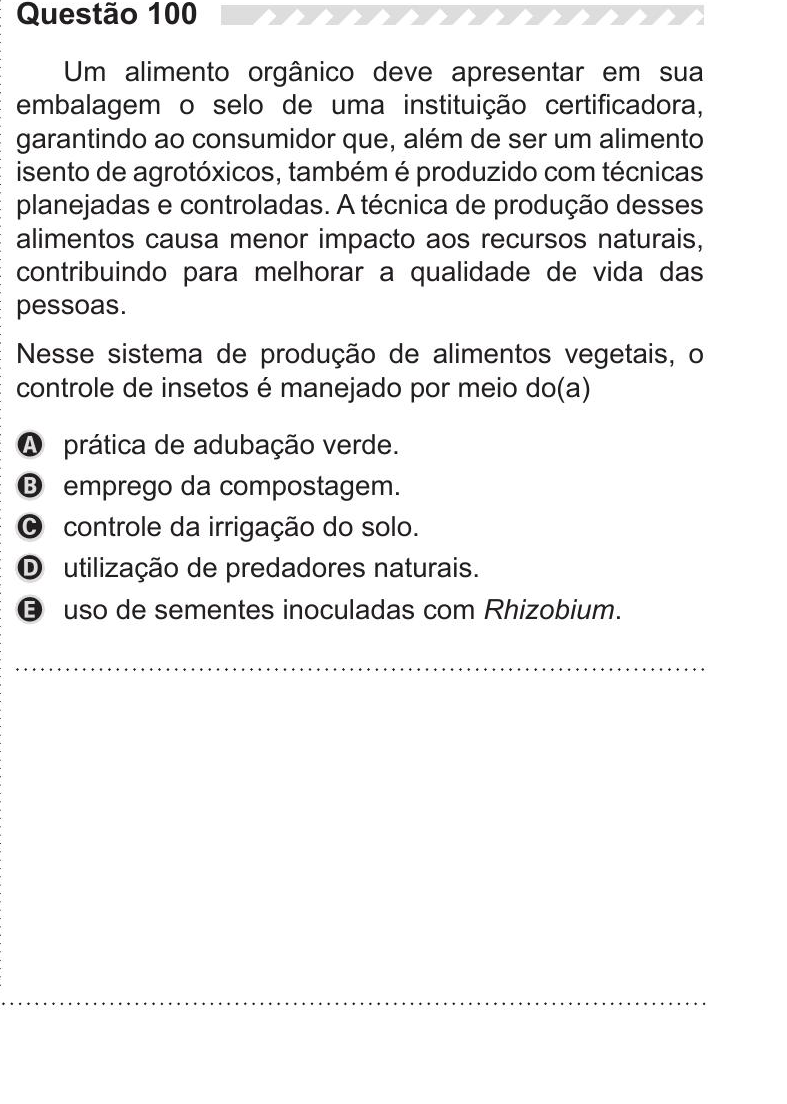 Questão 100
Um alimento orgânico deve apresentar em sua
embalagem o selo de uma instituição certificadora,
garantindo ao consumidor que, além de ser um alimento
isento de agrotóxicos, também é produzido com técnicas
planejadas e controladas. A técnica de produção desses
alimentos causa menor impacto aos recursos naturais,
contribuindo para melhorar a qualidade de vida das
pessoas.
Nesse sistema de produção de alimentos vegetais, o
controle de insetos é manejado por meio do(a)
A prática de adubação verde.
B emprego da compostagem.
C controle da irrigação do solo.
D utilização de predadores naturais.
E uso de sementes inoculadas com Rhizobium.